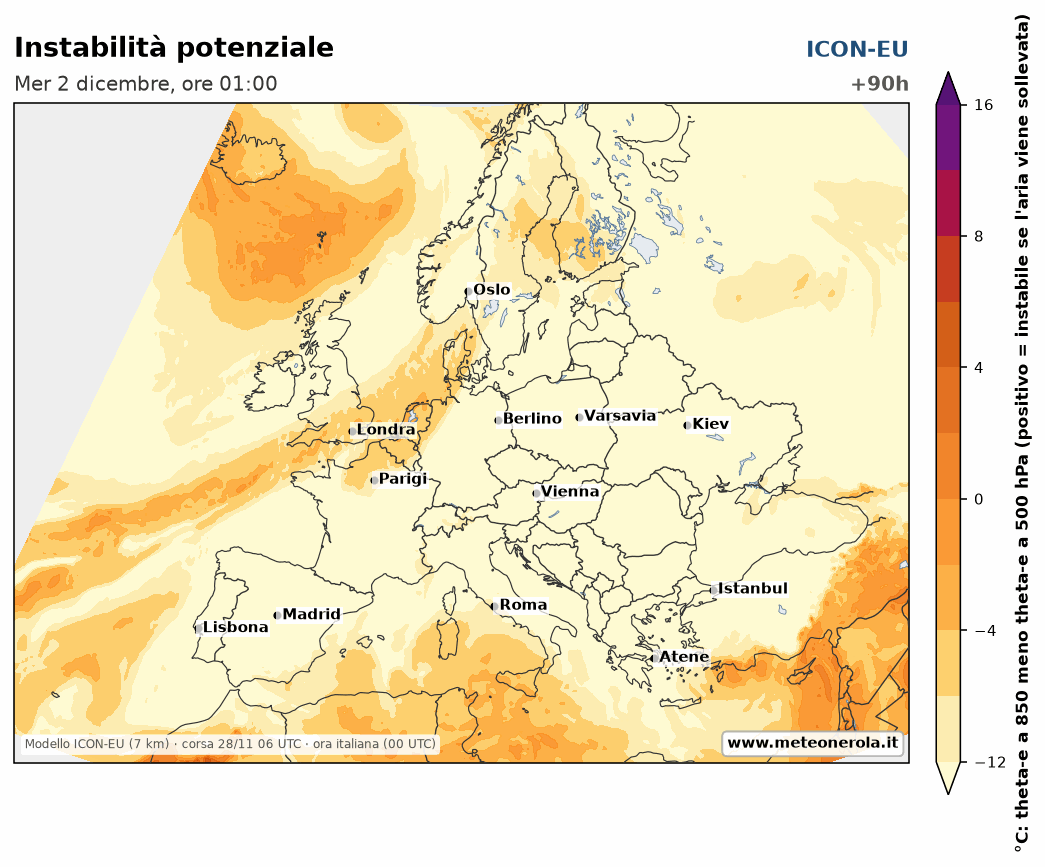 Instabilità potenziale
ICON-EU
Mer 2 dicembre, ore 01:00
+90h
16
8
4
0
−4
−12
°C: theta-e a 850 meno theta-e a 500 hPa (positivo = instabile se l'aria viene sollevata)
Oslo
Berlino
Varsavia
Kiev
Londra
Parigi
Vienna
Istanbul
Roma
Madrid
Lisbona
Atene
Modello ICON-EU (7 km) · corsa 28/11 06 UTC · ora italiana (00 UTC)
www.meteonerola.it